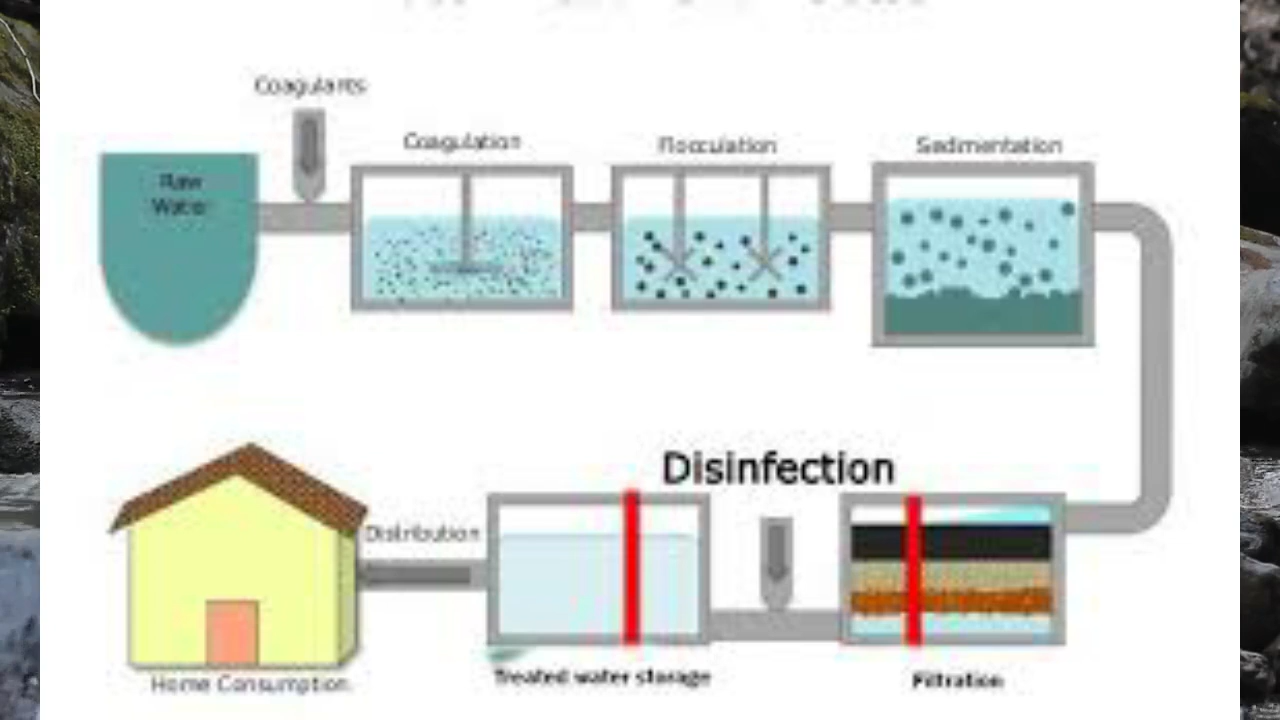 Coagulants
Coagulation
Flocculation
Sedimentation
Raw
Water
Disinfection
Distribution
Treated water storage
Filtration
Home Consumption